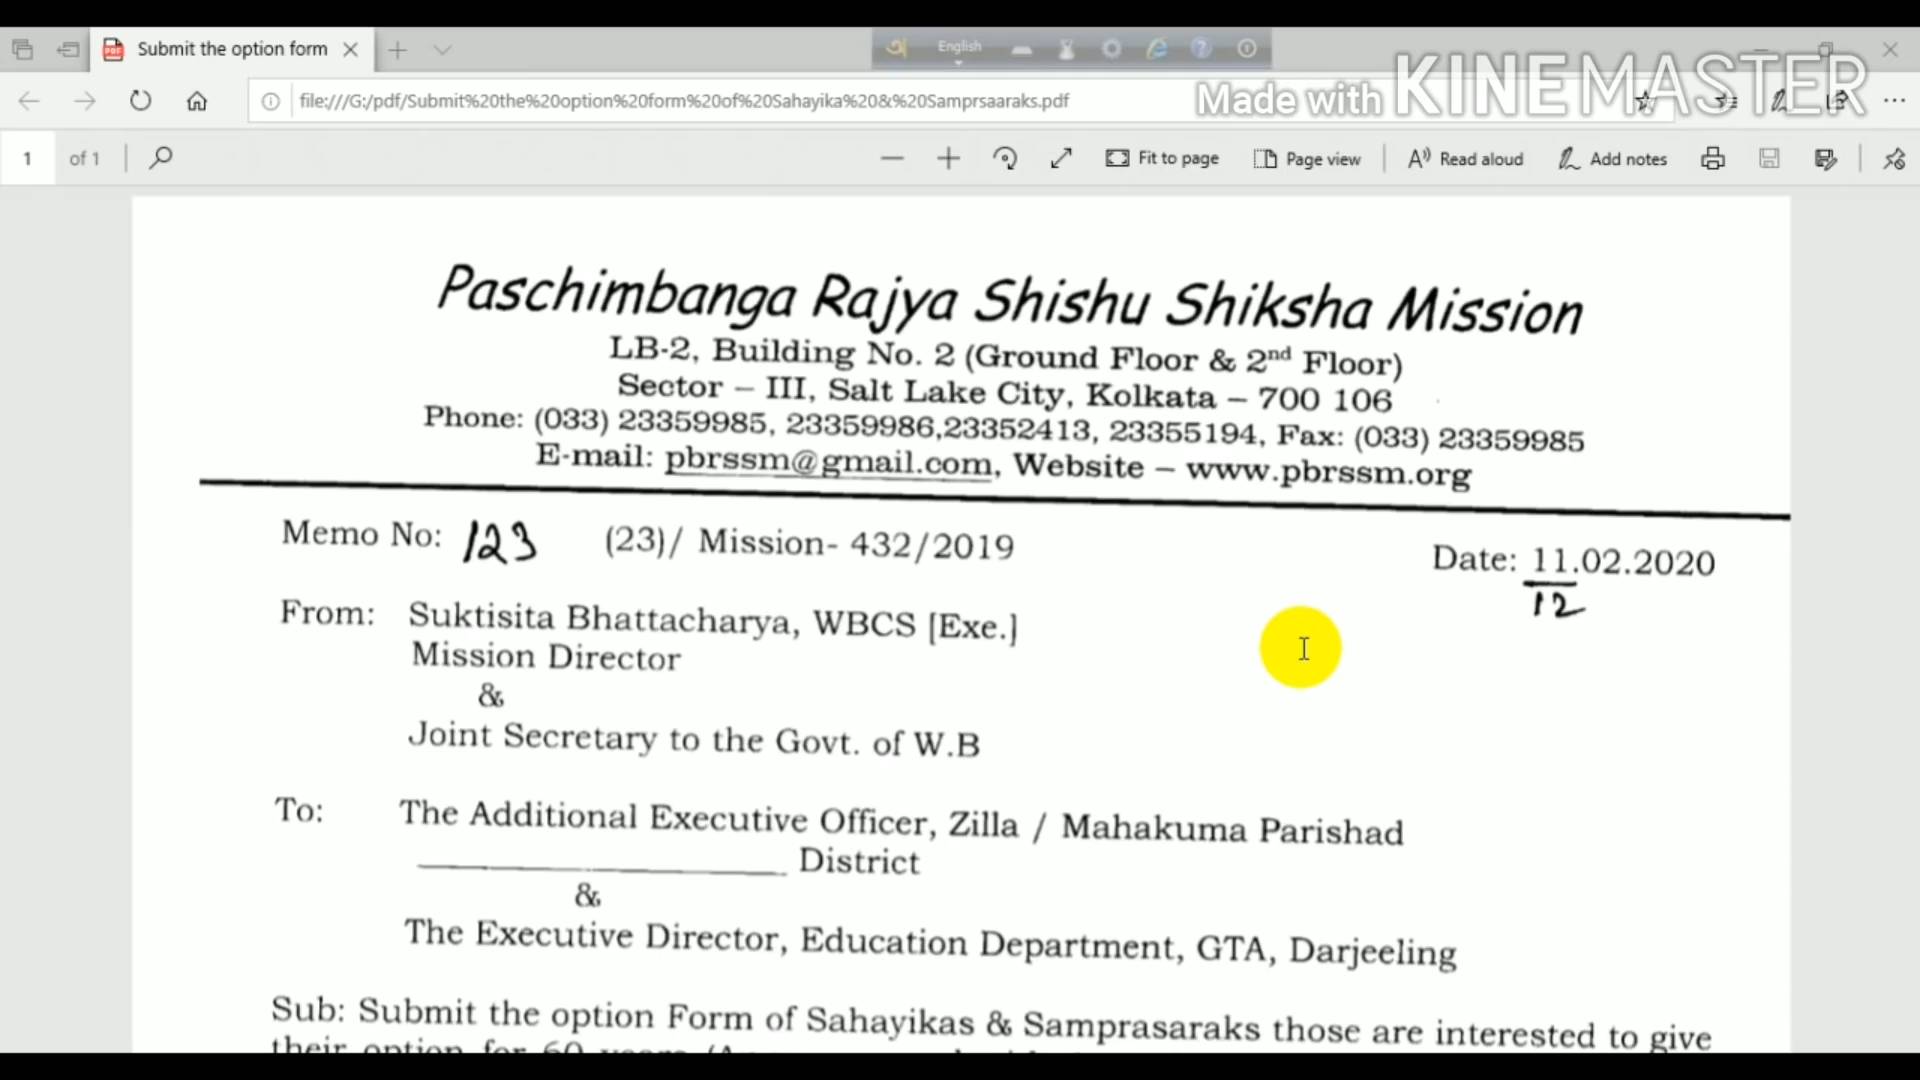 Submit the option form
English
file:///G:/pdf/Submit%20the%20option%20form%20of%20Sahayika%20&%20Samprsaaraks.pdf
Made with KINEMASTER
1 of 1
Fit to page
Page view
Read aloud
Add notes
Paschimbanga Rajya Shishu Shiksha Mission
LB-2, Building No. 2 (Ground Floor & 2nd Floor)
Sector – III, Salt Lake City, Kolkata – 700 106
Phone: (033) 23359985, 23359986,23352413, 23355194, Fax: (033) 23359985
E-mail: pbrssm@gmail.com, Website – www.pbrssm.org
Memo No: 123 (23)/ Mission- 432/2019
Date: 11.02.2020
12
From: Suktisita Bhattacharya, WBCS [Exe.]
Mission Director
&
Joint Secretary to the Govt. of W.B
To: The Additional Executive Officer, Zilla / Mahakuma Parishad
District
&
The Executive Director, Education Department, GTA, Darjeeling
Sub: Submit the option Form of Sahayikas & Samprasaraks those are interested to give
their option for 60 years